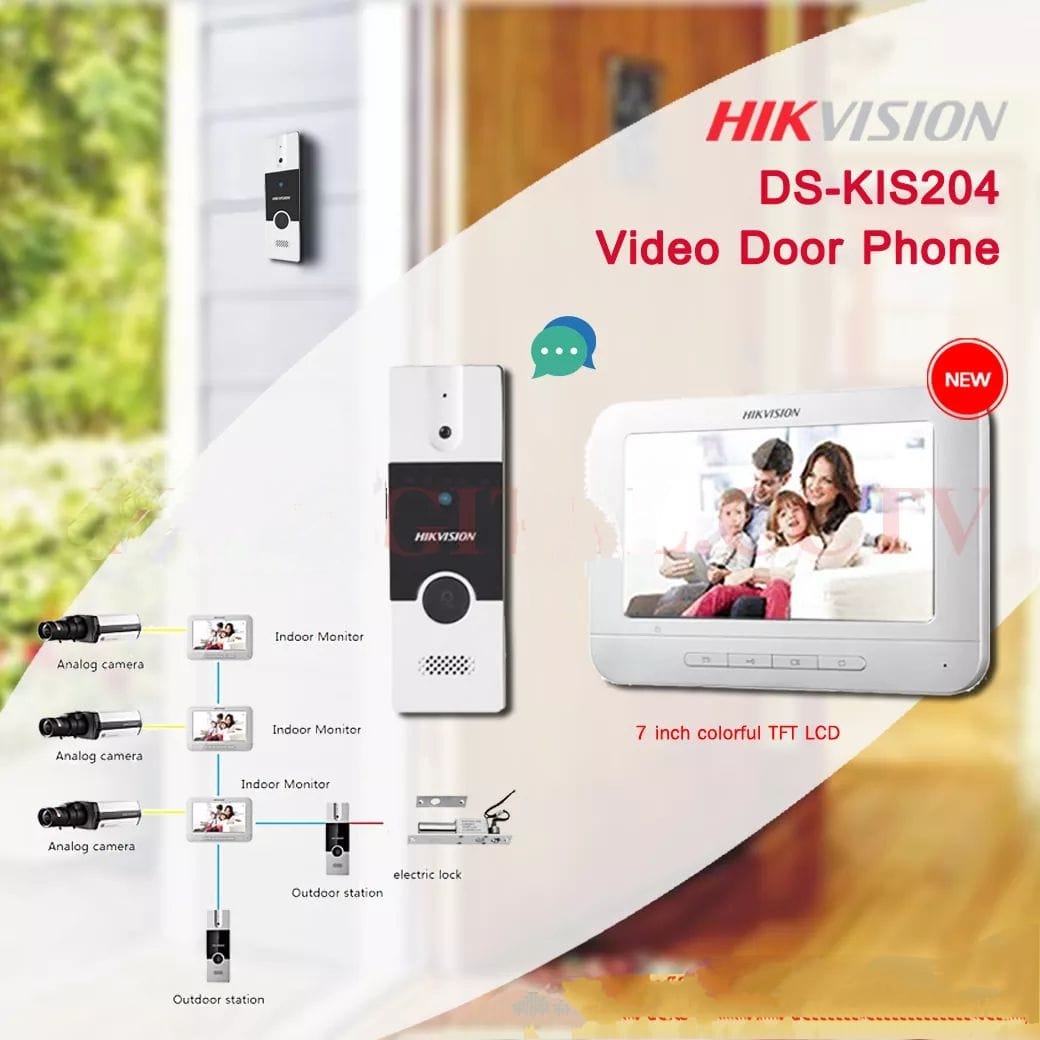 HIKVISION
DS-KIS204
Video Door Phone
HIKVISION
NEW
HIKVISION
HIKVISION
7 inch colorful TFT LCD
Indoor Monitor
Analog camera
Indoor Monitor
Analog camera
Indoor Monitor
Analog camera
electric lock
Outdoor station
Outdoor station